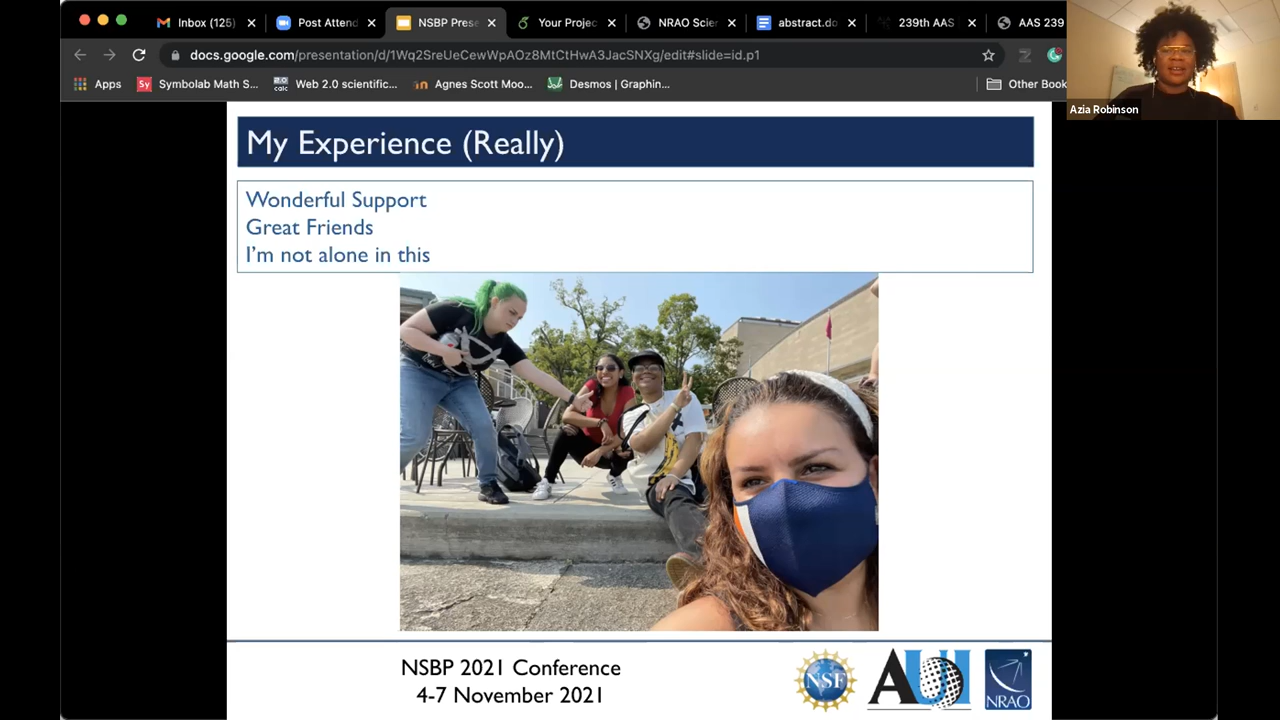 Inbox (125)
Post Attend
NSBP Prese
Your Projec
NRAO Scien
abstract.do
239th AAS
AAS 239
docs.google.com/presentation/d/1Wq2SreUeCewWpAOz8MtCtHwA3JacSNXg/edit#slide=id.p1
Apps
Symbolab Math S...
Web 2.0 scientific...
Agnes Scott Moo...
Desmos | Graphin...
Other Book
Azia Robinson
My Experience (Really)
Wonderful Support
Great Friends
I'm not alone in this
NSBP 2021 Conference
4-7 November 2021
NSF
AUI
NRAO